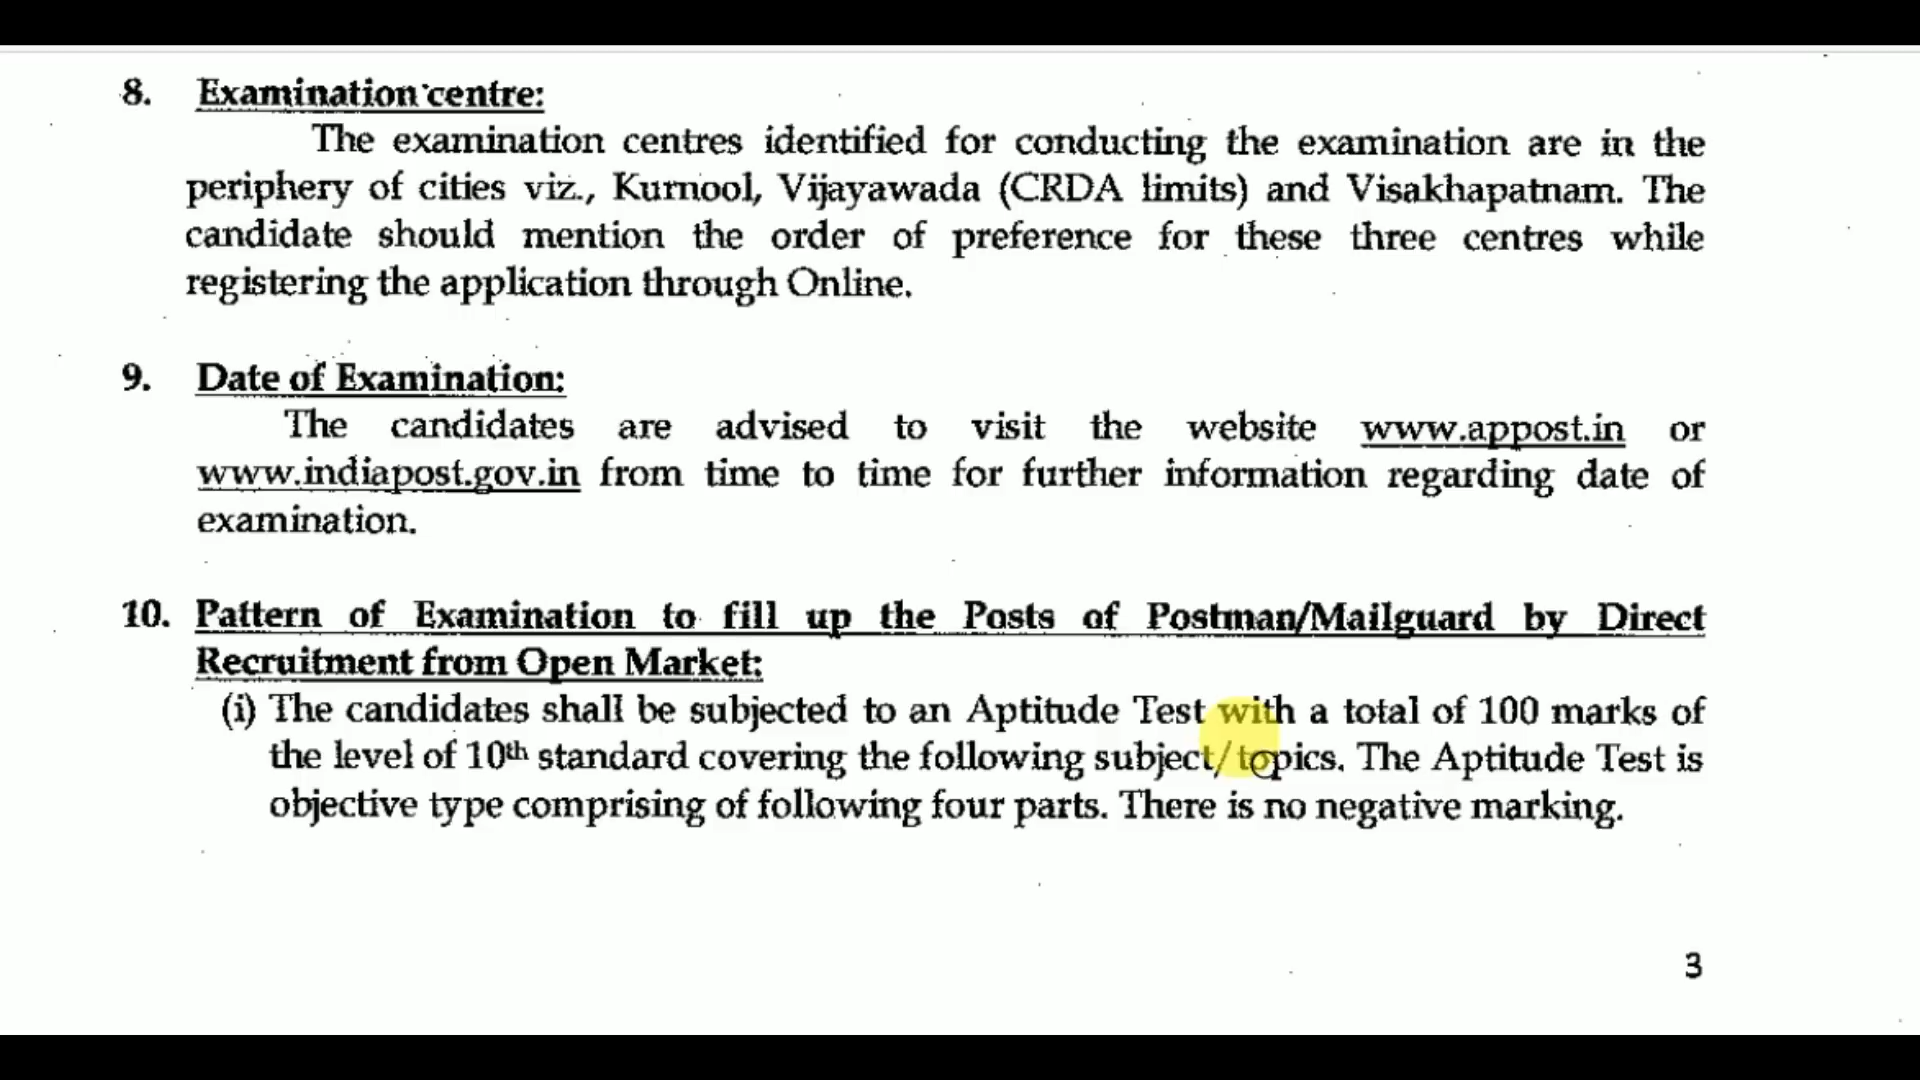 8. Examination centre:
The examination centres identified for conducting the examination are in the
periphery of cities viz., Kurnool, Vijayawada (CRDA limits) and Visakhapatnam. The
candidate should mention the order of preference for these three centres while
registering the application through Online.
9. Date of Examination:
The candidates are advised to visit the website www.appost.in or
www.indiapost.gov.in from time to time for further information regarding date of
examination.
10. Pattern of Examination to fill up the Posts of Postman/Mailguard by Direct
Recruitment from Open Market:
(i) The candidates shall be subjected to an Aptitude Test with a total of 100 marks of
the level of 10th standard covering the following subject/topics. The Aptitude Test is
objective type comprising of following four parts. There is no negative marking.
3